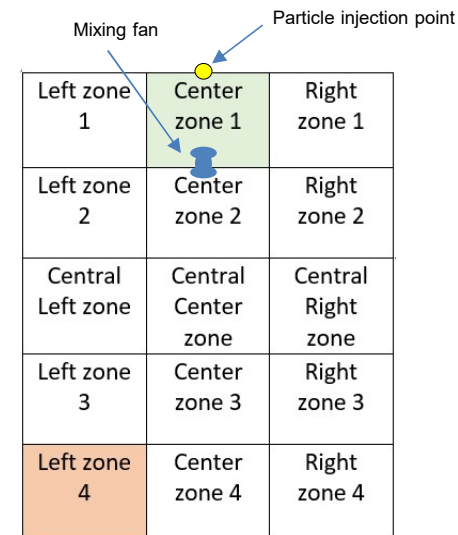 Particle injection point
Mixing fan
Left zone
1
Center
zone 1
Right
zone 1
Left zone
2
Center
zone 2
Right
zone 2
Central
Left zone
Central
Center
zone
Central
Right
zone
Left zone
3
Center
zone 3
Right
zone 3
Left zone
4
Center
zone 4
Right
zone 4